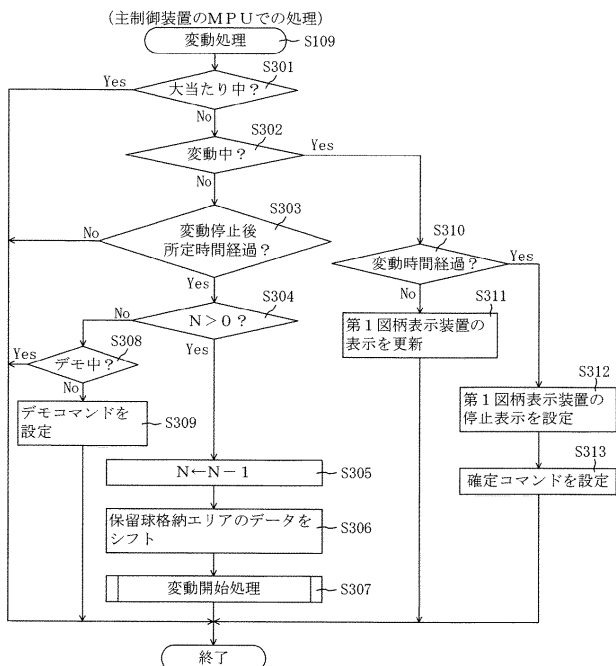 (主制御装置のMPUでの処理)
変動処理
S109
S301
Yes
大当たり中？
No
S302
変動中？
Yes
No
S303
No
変動停止後
所定時間経過？
Yes
S310
変動時間経過？
Yes
No
S304
No
N＞0？
Yes
S311
第１図柄表示装置の
表示を更新
Yes
S308
デモ中？
No
デモコマンドを
設定
S309
S312
第１図柄表示装置の
停止表示を設定
S313
確定コマンドを設定
N←N－1
S305
保留球格納エリアのデータを
シフト
S306
変動開始処理
S307
終了